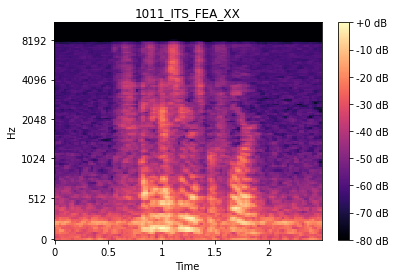 1011_ITS_FEA_XX
Hz
8192
4096
2048
1024
512
0
0
0.5
1
1.5
2
Time
+0 dB
-10 dB
-20 dB
-30 dB
-40 dB
-50 dB
-60 dB
-70 dB
-80 dB